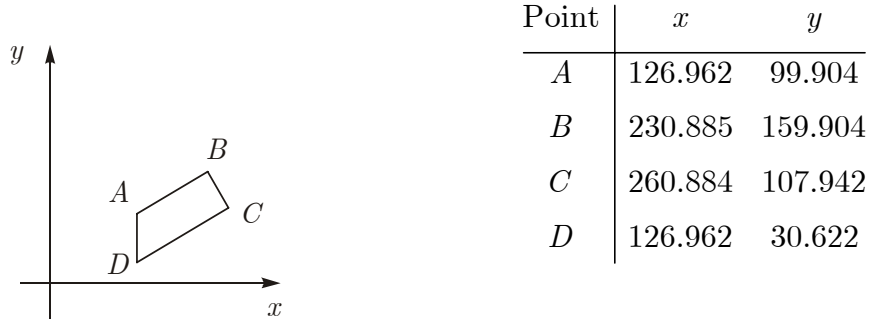 y
A
B
C
D
x
Point x y
A 126.962 99.904
B 230.885 159.904
C 260.884 107.942
D 126.962 30.622